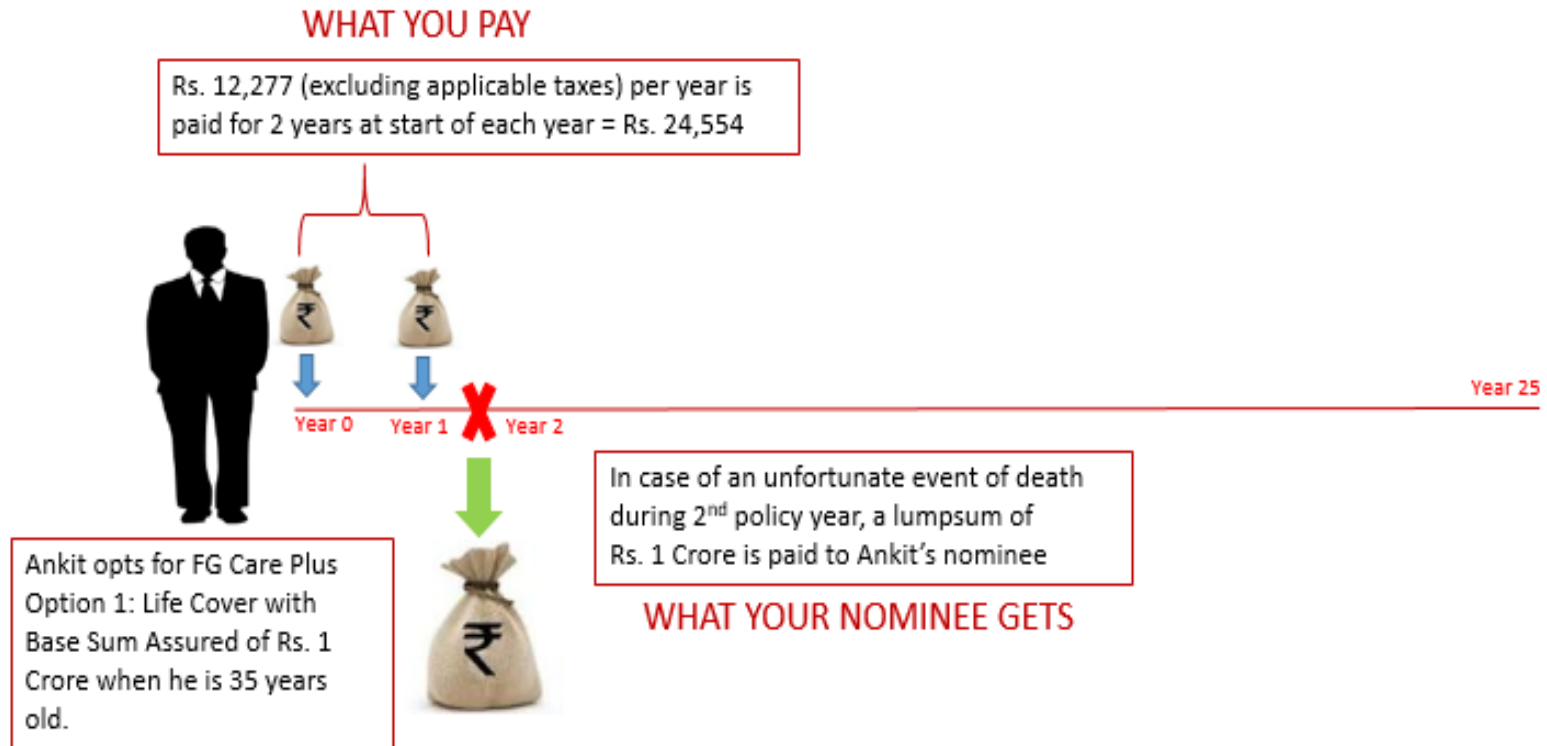 WHAT YOU PAY
Rs. 12,277 (excluding applicable taxes) per year is
paid for 2 years at start of each year = Rs. 24,554
₹
₹
Year 0
Year 1
Year 2
Year 25
Ankit opts for FG Care Plus
Option 1: Life Cover with
Base Sum Assured of Rs. 1
Crore when he is 35 years
old.
₹
In case of an unfortunate event of death
during 2nd policy year, a lumpsum of
Rs. 1 Crore is paid to Ankit's nominee
WHAT YOUR NOMINEE GETS